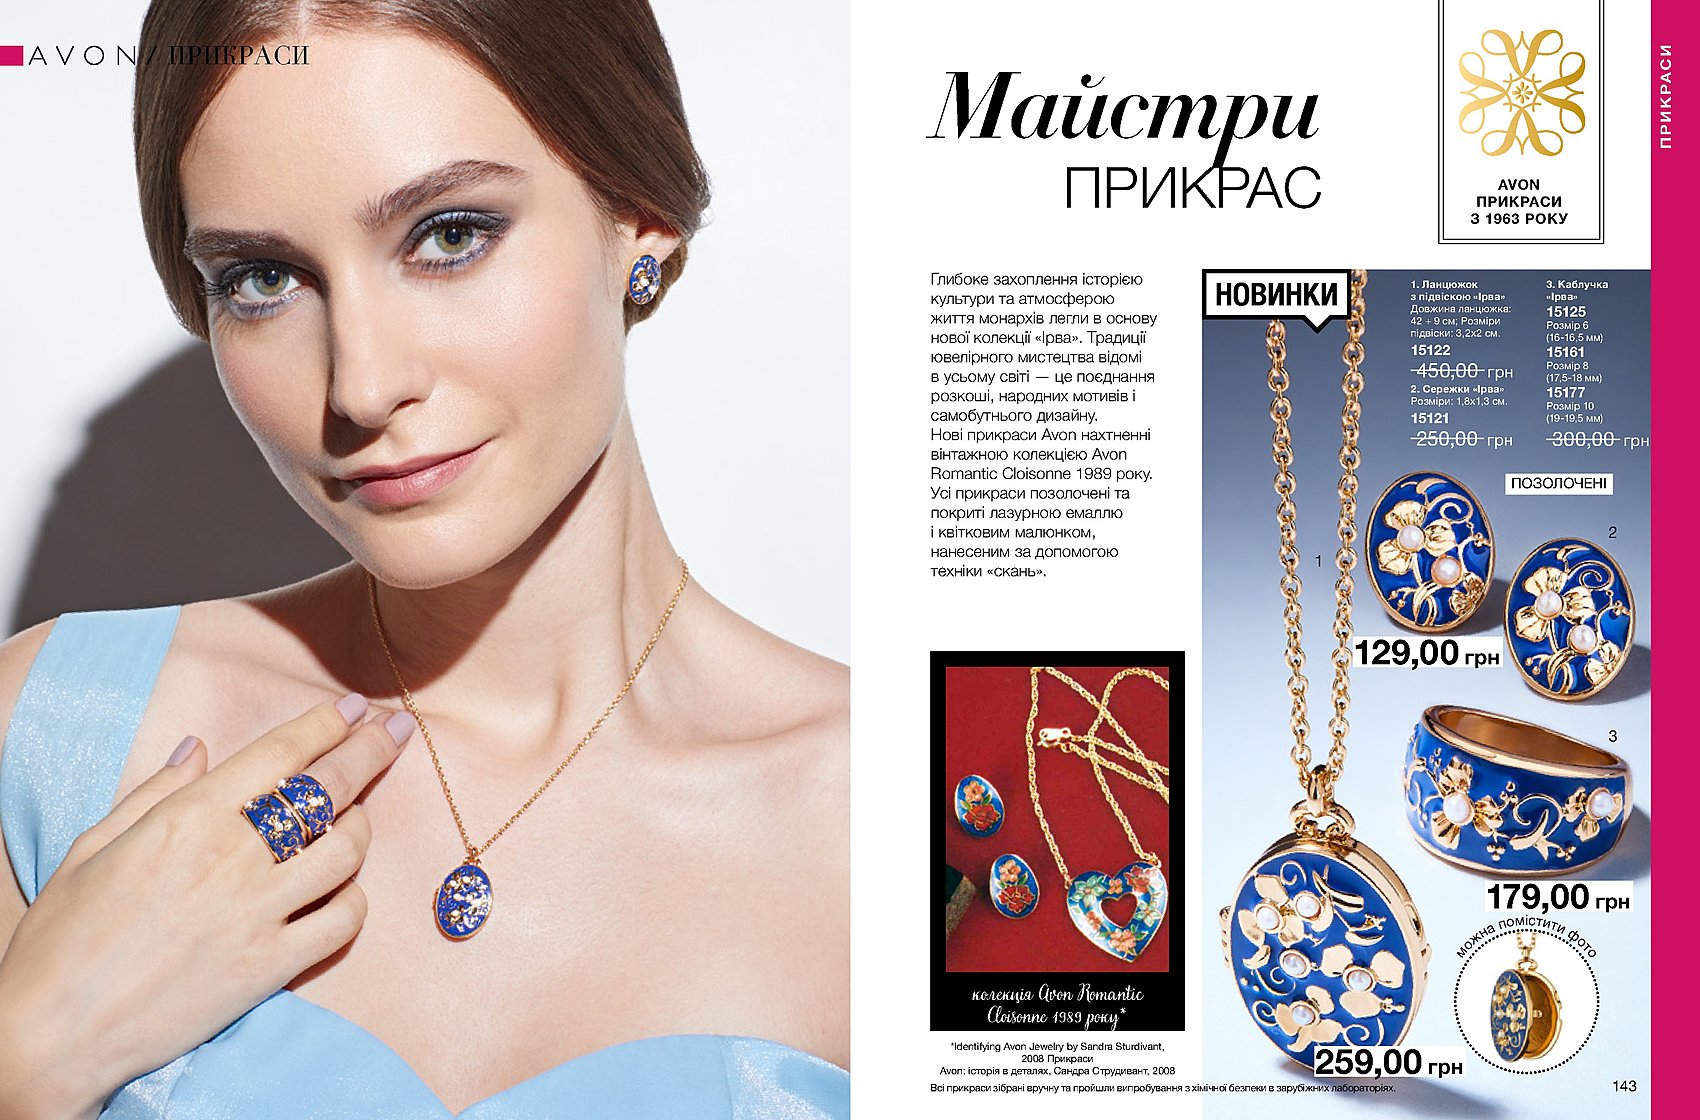 AVON / ПРИКРАСИ
Майстри
ПРИКРАС
AVON
ПРИКРАСИ
З 1963 РОКУ
ПРИКРАСИ
Глибоке захоплення історією
культури та атмосферою
життя монархів легли в основу
нової колекції «Ірва». Традиції
ювелірного мистецтва відомі
в усьому світі — це поєднання
розкоші, народних мотивів і
самобутнього дизайну.
Нові прикраси Avon нахтненні
вінтажною колекцією Avon
Romantic Cloisonne 1989 року.
Усі прикраси позолочені та
покриті лазурною емаллю
і квітковим малюнком,
нанесеним за допомогою
техніки «скань».
колекція Avon Romantic
Cloisonne 1989 року*
*Identifying Avon Jewelry by Sandra Sturdivant,
2008 Прикраси
Avon: історія в деталях, Сандра Струдивант, 2008
Всі прикраси зібрані вручну та пройшли випробування з хімічної безпеки в зарубіжних лабораторіях.
НОВИНКИ
1. Ланцюжок
з підвіскою «Ірва»
Довжина ланцюжка:
42 + 9 см; Розміри
підвіски: 3,2х2 см.
15122
450,00 грн
2. Сережки «Ірва»
Розміри: 1,8х1,3 см.
15121
250,00 грн
3. Каблучка
«Ірва»
15125
Розмір 6
(16-16,5 мм)
15161
Розмір 8
(17,5-18 мм)
15177
Розмір 10
(19-19,5 мм)
300,00 грн
ПОЗОЛОЧЕНІ
2
1
129,00 грн
3
179,00 грн
можна помістити фото
259,00 грн
143